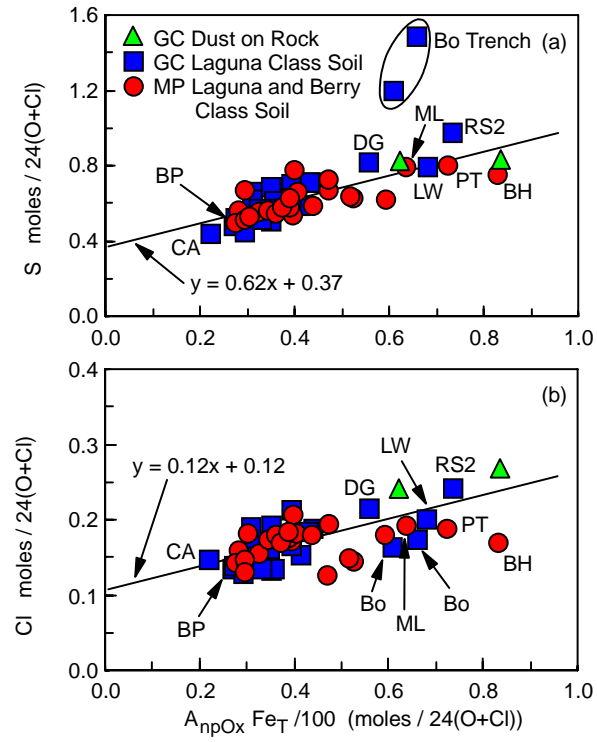 1.6
(a)
GC Dust on Rock
Bo Trench
GC Laguna Class Soil
MP Laguna and Berry
Class Soil
1.2
ML
RS2
DG
0.8
BP
LW
PT
BH
0.4
CA
y = 0.62x + 0.37
0.0
S moles / 24(O+Cl)
0.0 0.2 0.4 0.6 0.8 1.0
0.4
(b)
LW
0.3
y = 0.12x + 0.12
RS2
DG
0.2
CA
PT
BH
0.1
BP
Bo
ML
Bo
0.0
Cl moles / 24(O+Cl)
0.0 0.2 0.4 0.6 0.8 1.0
AnpOx FeT /100 (moles / 24(O+Cl))